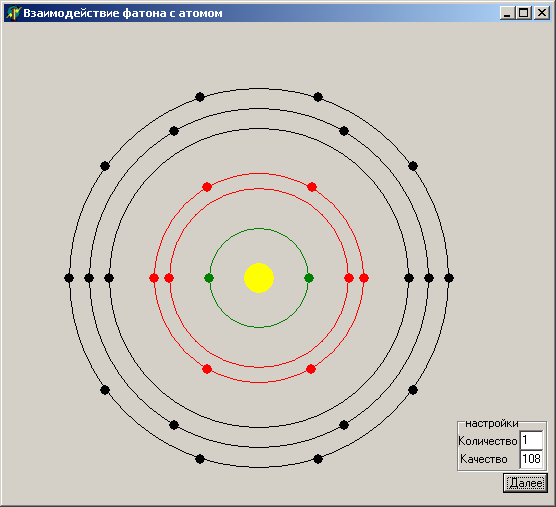 Взаимодействие фатона с атомом
настройки
Количество 1
Качество 108
Далее